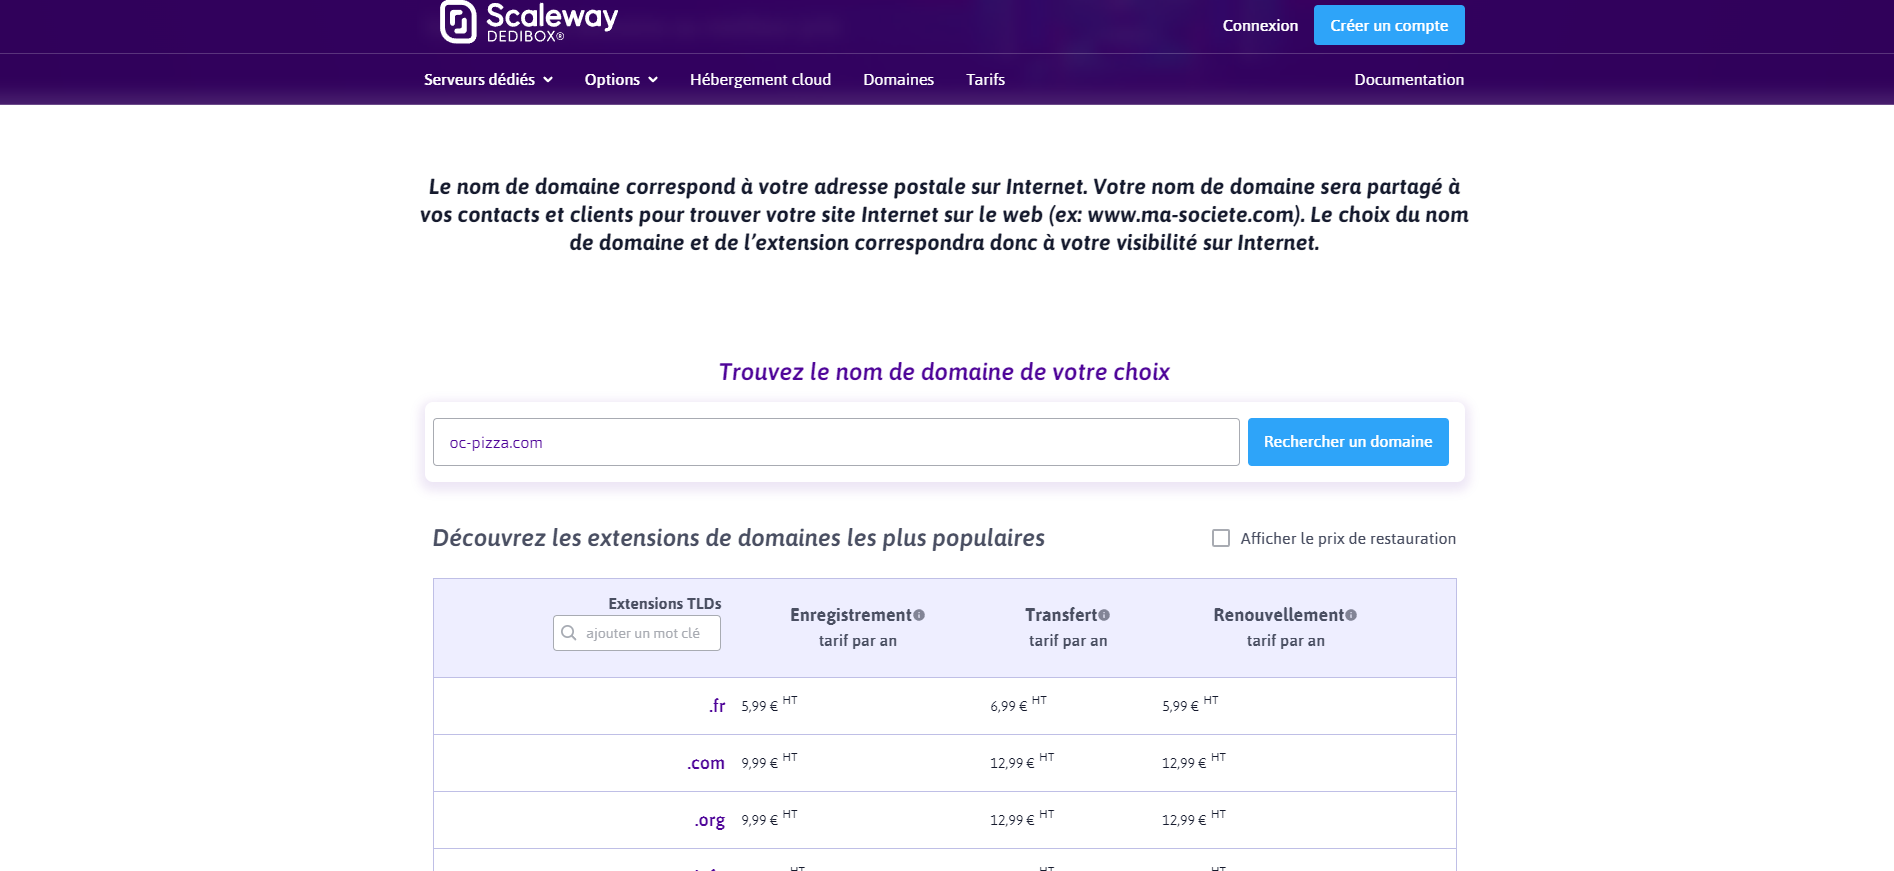 Scaleway
DEDIBOX®
Connexion
Créer un compte
Serveurs dédiés
Options
Hébergement cloud
Domaines
Tarifs
Documentation
Le nom de domaine correspond à votre adresse postale sur Internet. Votre nom de domaine sera partagé à
vos contacts et clients pour trouver votre site Internet sur le web (ex: www.ma-societe.com). Le choix du nom
de domaine et de l’extension correspondra donc à votre visibilité sur Internet.
Trouvez le nom de domaine de votre choix
oc-pizza.com
Rechercher un domaine
Découvrez les extensions de domaines les plus populaires
Afficher le prix de restauration
Extensions TLDs
ajouter un mot clé
Enregistrement
tarif par an
Transfert
tarif par an
Renouvellement
tarif par an
.fr 5,99 € HT 6,99 € HT 5,99 € HT
.com 9,99 € HT 12,99 € HT 12,99 € HT
.org 9,99 € HT 12,99 € HT 12,99 € HT
HT HT HT